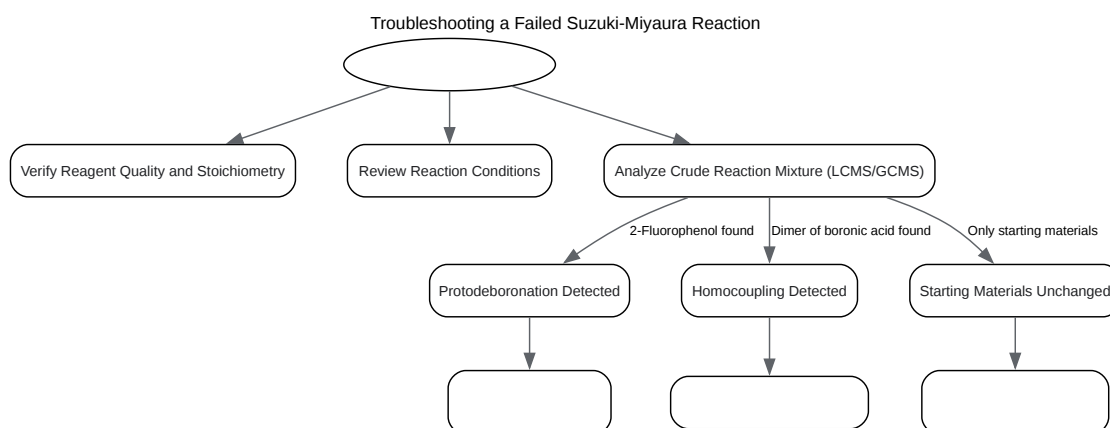 Troubleshooting a Failed Suzuki-Miyaura Reaction
Verify Reagent Quality and Stoichiometry
Review Reaction Conditions
Analyze Crude Reaction Mixture (LCMS/GCMS)
2-Fluorophenol found
Dimer of boronic acid found
Only starting materials
Protodeboronation Detected
Homocoupling Detected
Starting Materials Unchanged